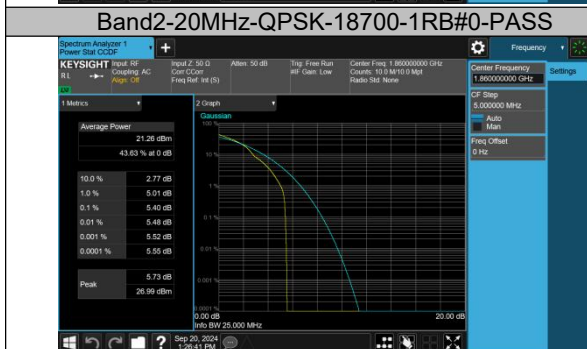 Band2-20MHz-QPSK-18700-1RB#0-PASS
Spectrum Analyzer 1
Power Stat CCDF
Frequency
KEYSIGHT
R L
Input: RF
Coupling: AC
Align: Off
Input Z: 50 Ω
Corr CCorr
Freq Ref: Int (S)
Atten: 50 dB
Trig: Free Run
#IF Gain: Low
Center Freq: 1.860000000 GHz
Counts: 10.0 M/10.0 Mpt
Radio Std: None
Center Frequency
1.860000000 GHz
Settings
CF Step
5.000000 MHz
Auto
Man
Freq Offset
0 Hz
1 Metrics
2 Graph
Gaussian
100 %
10 %
1 %
0.1 %
0.01 %
0.001 %
0.0001 %
0.00 dB
20.00 dB
Info BW 25.000 MHz
Average Power
21.26 dBm
43.63 % at 0 dB
10.0 % 2.77 dB
1.0 % 5.01 dB
0.1 % 5.40 dB
0.01 % 5.48 dB
0.001 % 5.52 dB
0.0001 % 5.55 dB
Peak
5.73 dB
26.99 dBm
Sep 20, 2024
1:26:41 PM